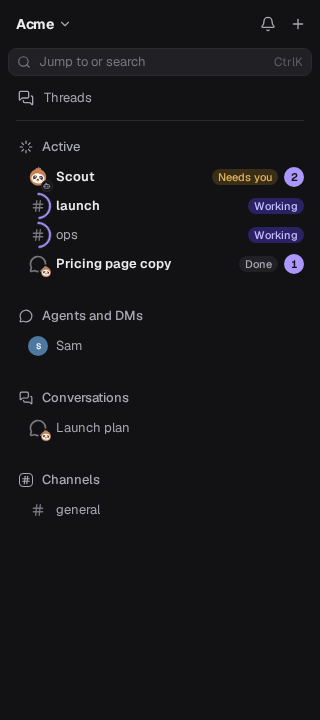 Acme
Jump to or search CtrlK
Threads
Active
Scout Needs you 2
# launch Working
# ops Working
Pricing page copy Done 1
Agents and DMs
S Sam
Conversations
Launch plan
# Channels
# general